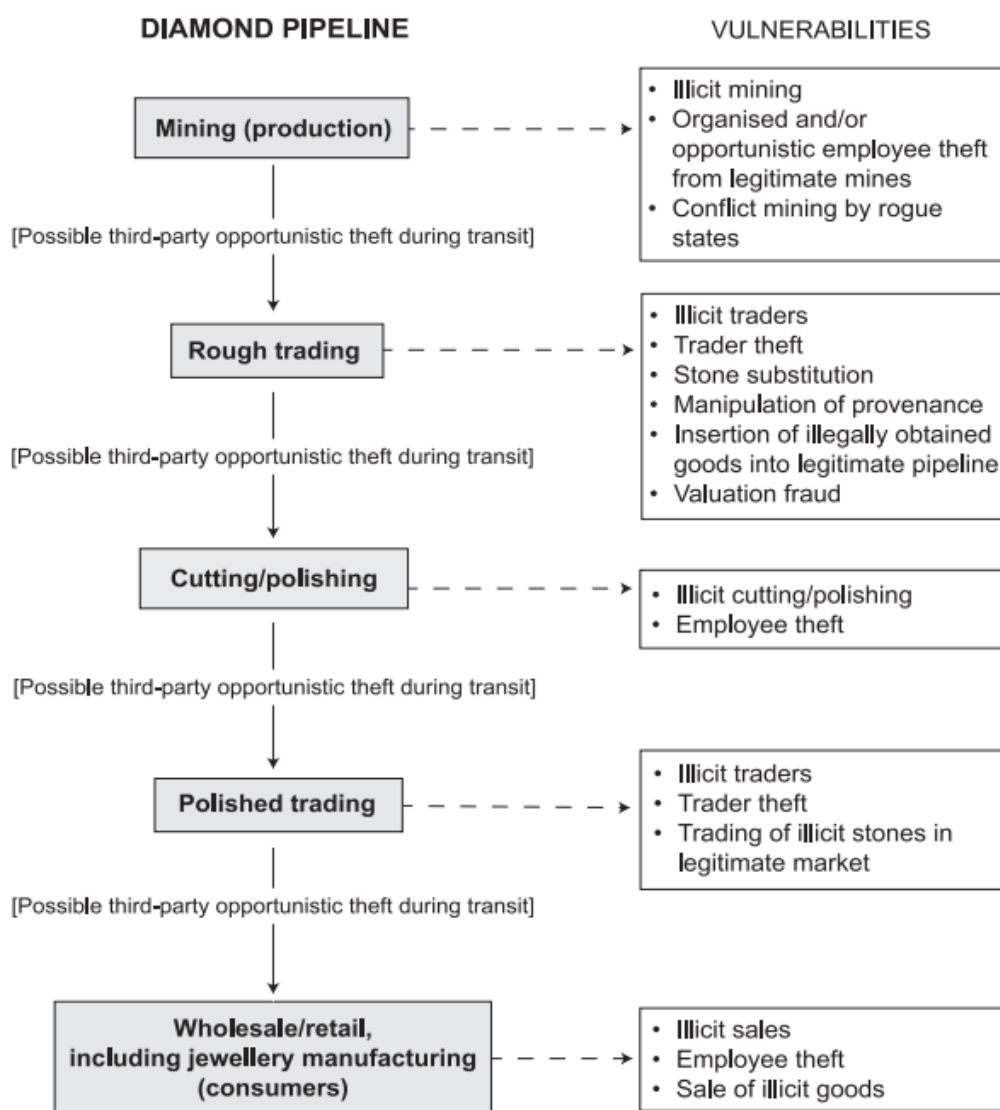 DIAMOND PIPELINE
VULNERABILITIES
Mining (production)
• Illicit mining
• Organised and/or
opportunistic employee theft
from legitimate mines
• Conflict mining by rogue
states
[Possible third-party opportunistic theft during transit]
Rough trading
• Illicit traders
• Trader theft
• Stone substitution
• Manipulation of provenance
• Insertion of illegally obtained
goods into legitimate pipeline
• Valuation fraud
[Possible third-party opportunistic theft during transit]
Cutting/polishing
• Illicit cutting/polishing
• Employee theft
[Possible third-party opportunistic theft during transit]
Polished trading
• Illicit traders
• Trader theft
• Trading of illicit stones in
legitimate market
[Possible third-party opportunistic theft during transit]
Wholesale/retail,
including jewellery manufacturing
(consumers)
• Illicit sales
• Employee theft
• Sale of illicit goods